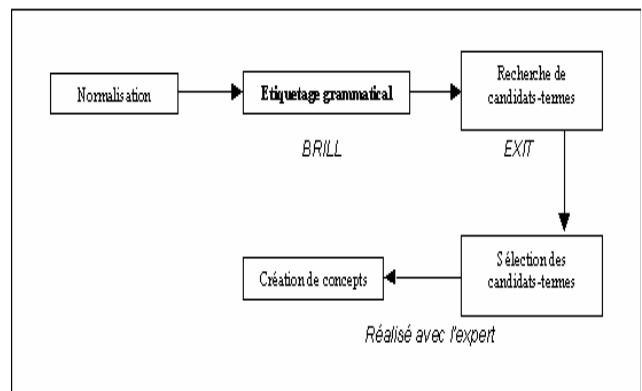 Normalisation
Etiquetage grammatical
BRILL
Recherche de
candidats-termes
EXIT
Sélection des
candidats-termes
Création de concepts
Réalisé avec l'expert